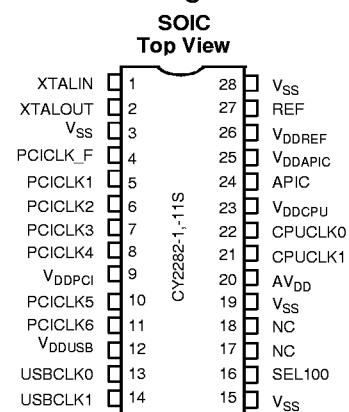 SOIC
Top View
XTALIN 1 28 VSS
XTALOUT 2 27 REF
VSS 3 26 VDDREF
PCICLK_F 4 25 VDDAPIC
PCICLK1 5 24 APIC
PCICLK2 6 23 VDDCPU
PCICLK3 7 22 CPUCLK0
PCICLK4 8 21 CPUCLK1
VDDPCI 9 20 AVDD
PCICLK5 10 19 VSS
PCICLK6 11 18 NC
VDDUSB 12 17 NC
USBCLK0 13 16 SEL100
USBCLK1 14 15 VSS
CY2282-1,-11S